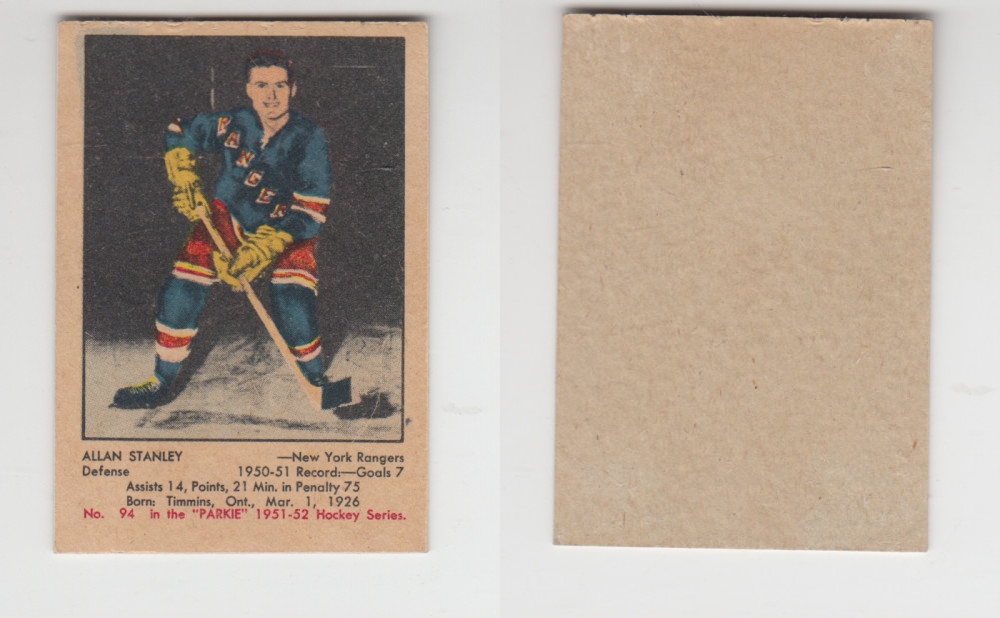 RANGERS
ALLAN STANLEY —New York Rangers
Defense 1950-51 Record:—Goals 7
Assists 14, Points, 21 Min. in Penalty 75
Born: Timmins, Ont., Mar. 1, 1926
No. 94 in the "PARKIE" 1951-52 Hockey Series.